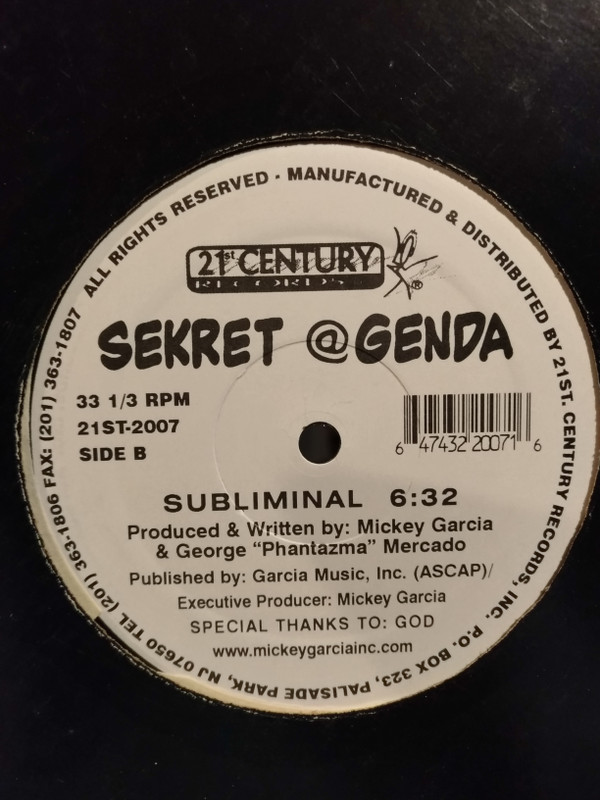 ALL RIGHTS RESERVED · MANUFACTURED & DISTRIBUTED BY 21ST. CENTURY RECORDS, INC. P.O. BOX 323, PALISADE PARK, NJ 07650 TEL (201) 363-1806 FAX: (201) 363-1807
21st CENTURY
RECORDS
®
SEKRET @GENDA
33 1/3 RPM
21ST-2007
SIDE B
6 47432 20071 6
SUBLIMINAL 6:32
Produced & Written by: Mickey Garcia
& George "Phantazma" Mercado
Published by: Garcia Music, Inc. (ASCAP)/
Executive Producer: Mickey Garcia
SPECIAL THANKS TO: GOD
www.mickeygarciainc.com